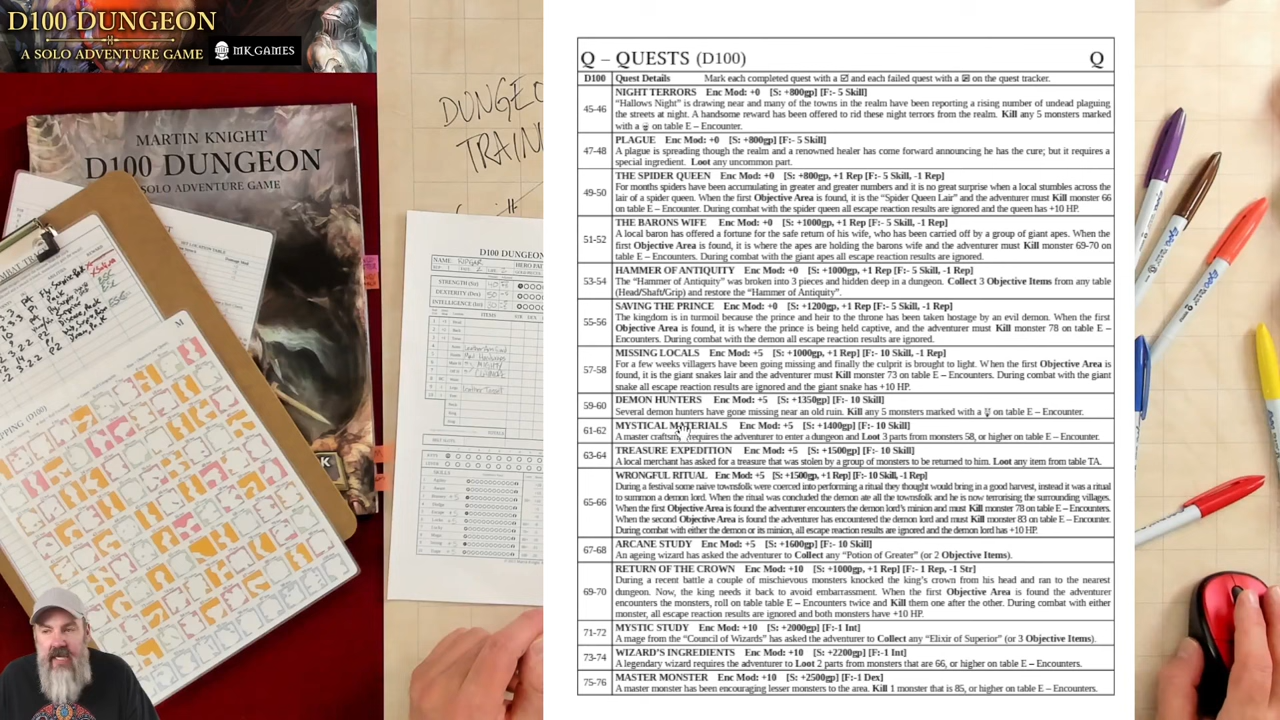 D100 DUNGEON
A SOLO ADVENTURE GAME
MK.GAMES
MARTIN KNIGHT
D100 DUNGEON
SOLO ADVENTURE GAME
DUNGEO
TRAIN
D100 DUNGEON
NAME
STRENGTH (Str)
DEXTERITY (Dex)
INTELLIGENCE (Int)
ITEMS
PPING (D100)
Q – QUESTS (D100) Q
D100 Quest Details Mark each completed quest with a ☑ and each failed quest with a ☒ on the quest tracker.
45-46 NIGHT TERRORS Enc Mod: +0 [S: +800gp] [F:- 5 Skill]
“Hallows Night” is drawing near and many of the towns in the realm have been reporting a rising number of undead plaguing
the streets at night. A handsome reward has been offered to rid these night terrors from the realm. Kill any 5 monsters marked
with a on table E – Encounter.
47-48 PLAGUE Enc Mod: +0 [S: +800gp] [F:- 5 Skill]
A plague is spreading though the realm and a renowned healer has come forward announcing he has the cure; but it requires a
special ingredient. Loot any uncommon part.
49-50 THE SPIDER QUEEN Enc Mod: +0 [S: +800gp, +1 Rep [F:- 5 Skill, -1 Rep]
For months spiders have been accumulating in greater and greater numbers and it is no great surprise when a local stumbles across the
lair of a spider queen. When the first Objective Area is found, it is the “Spider Queen Lair” and the adventurer must Kill monster 66
on table E – Encounter. During combat with the spider queen all escape reaction results are ignored and the queen has +10 HP.
51-52 THE BARONS WIFE Enc Mod: +0 [S: +1000gp, +1 Rep [F:- 5 Skill, -1 Rep]
A local baron has offered a fortune for the safe return of his wife, who has been carried off by a group of giant apes. When the
first Objective Area is found, it is where the apes are holding the barons wife and the adventurer must Kill monster 69-70 on table
E – Encounters. During combat with the giant apes all escape reaction results are ignored.
53-54 HAMMER OF ANTIQUITY Enc Mod: +0 [S: +1000gp, +1 Rep [F:- 5 Skill, -1 Rep]
The “Hammer of Antiquity” was broken into 3 pieces and hidden deep in a dungeon. Collect 3 Objective Items from any table
(Head/Shaft/Grip) and restore the “Hammer of Antiquity”.
55-56 SAVING THE PRINCE Enc Mod: +0 [S: +1200gp, +1 Rep [F:- 5 Skill, -1 Rep]
The kingdom is in turmoil because the prince and heir to the throne has been taken hostage by an evil demon. When the first
Objective Area is found, it is where the prince is being held captive, and the adventurer must Kill monster 78 on table E –
Encounter. During combat with the demon all escape reaction results are ignored.
57-58 MISSING LOCALS Enc Mod: +5 [S: +1000gp, +1 Rep] [F:- 10 Skill, -1 Rep]
For a few weeks villagers have been going missing and finally the culprit is brought to light. When the first Objective Area is
found, it is the giant snakes lair and the adventurer must Kill monster 73 on table E – Encounters. During combat with the giant
snake all escape reaction results are ignored and the giant snake has +10 HP.
59-60 DEMON HUNTERS Enc Mod: +5 [S: +1350gp] [F:- 10 Skill]
Several demon hunters have gone missing near an old ruin. Kill any 5 monsters marked with a on table E – Encounter.
61-62 MYSTICAL MATERIALS Enc Mod: +5 [S: +1400gp] [F:- 10 Skill]
A master craftsm requires the adventurer to enter a dungeon and Loot 3 parts from monsters 58, or higher on table E – Encounters.
63-64 TREASURE EXPEDITION Enc Mod: +5 [S: +1500gp] [F:- 10 Skill]
A local merchant has asked for a treasure that was stolen by a group of monsters to be returned to him. Loot any item from table TA.
65-66 WRONGFUL RITUAL Enc Mod: +5 [S: +1500gp, +1 Rep] [F:- 10 Skill, -1 Rep]
During a festival some naive townsfolk were coerced into performing a ritual they thought would bring in a good harvest, instead it was a ritual
to summon a demon lord. When the ritual was concluded the demon ate all the townsfolk and he is now terrorising the surrounding villages.
When the first Objective Area is found the adventurer encounters the demon lord’s minion and must Kill monster 78 on table E – Encounters.
When the second Objective Area is found the adventurer has encountered the demon lord and must Kill monster 83 on table E – Encounters.
During combat with either the demon or its minion, all escape reaction results are ignored and the demon lord has +10 HP.
67-68 ARCANE STUDY Enc Mod: +5 [S: +1600gp] [F:- 10 Skill]
An ageing wizard has asked the adventurer to Collect any “Potion of Greater” (or 2 Objective Items).
69-70 RETURN OF THE CROWN Enc Mod: +10 [S: +1000gp, +1 Rep] [F:- 1 Rep, -1 Str]
During a recent battle a couple of mischievous monsters knocked the king’s crown from his head and ran to the nearest
dungeon. Now, the king needs it back to avoid embarrassment. When the first Objective Area is found the adventurer
encounters the monsters, roll on table table E – Encounters twice and Kill them one after the other. During combat with either
monster, all escape reaction results are ignored and both monsters have +10 HP.
71-72 MYSTIC STUDY Enc Mod: +10 [S: +2000gp] [F:-1 Int]
A mage from the “Council of Wizards” has asked the adventurer to Collect any “Elixir of Superior” (or 3 Objective Items).
73-74 WIZARD’S INGREDIENTS Enc Mod: +10 [S: +2200gp] [F:-1 Int]
A legendary wizard requires the adventurer to Loot 2 parts from monsters that are 66, or higher on table E – Encounters.
75-76 MASTER MONSTER Enc Mod: +10 [S: +2500gp] [F:-1 Dex]
A master monster has been encouraging lesser monsters to the area. Kill 1 monster that is 85, or higher on table E – Encounters.